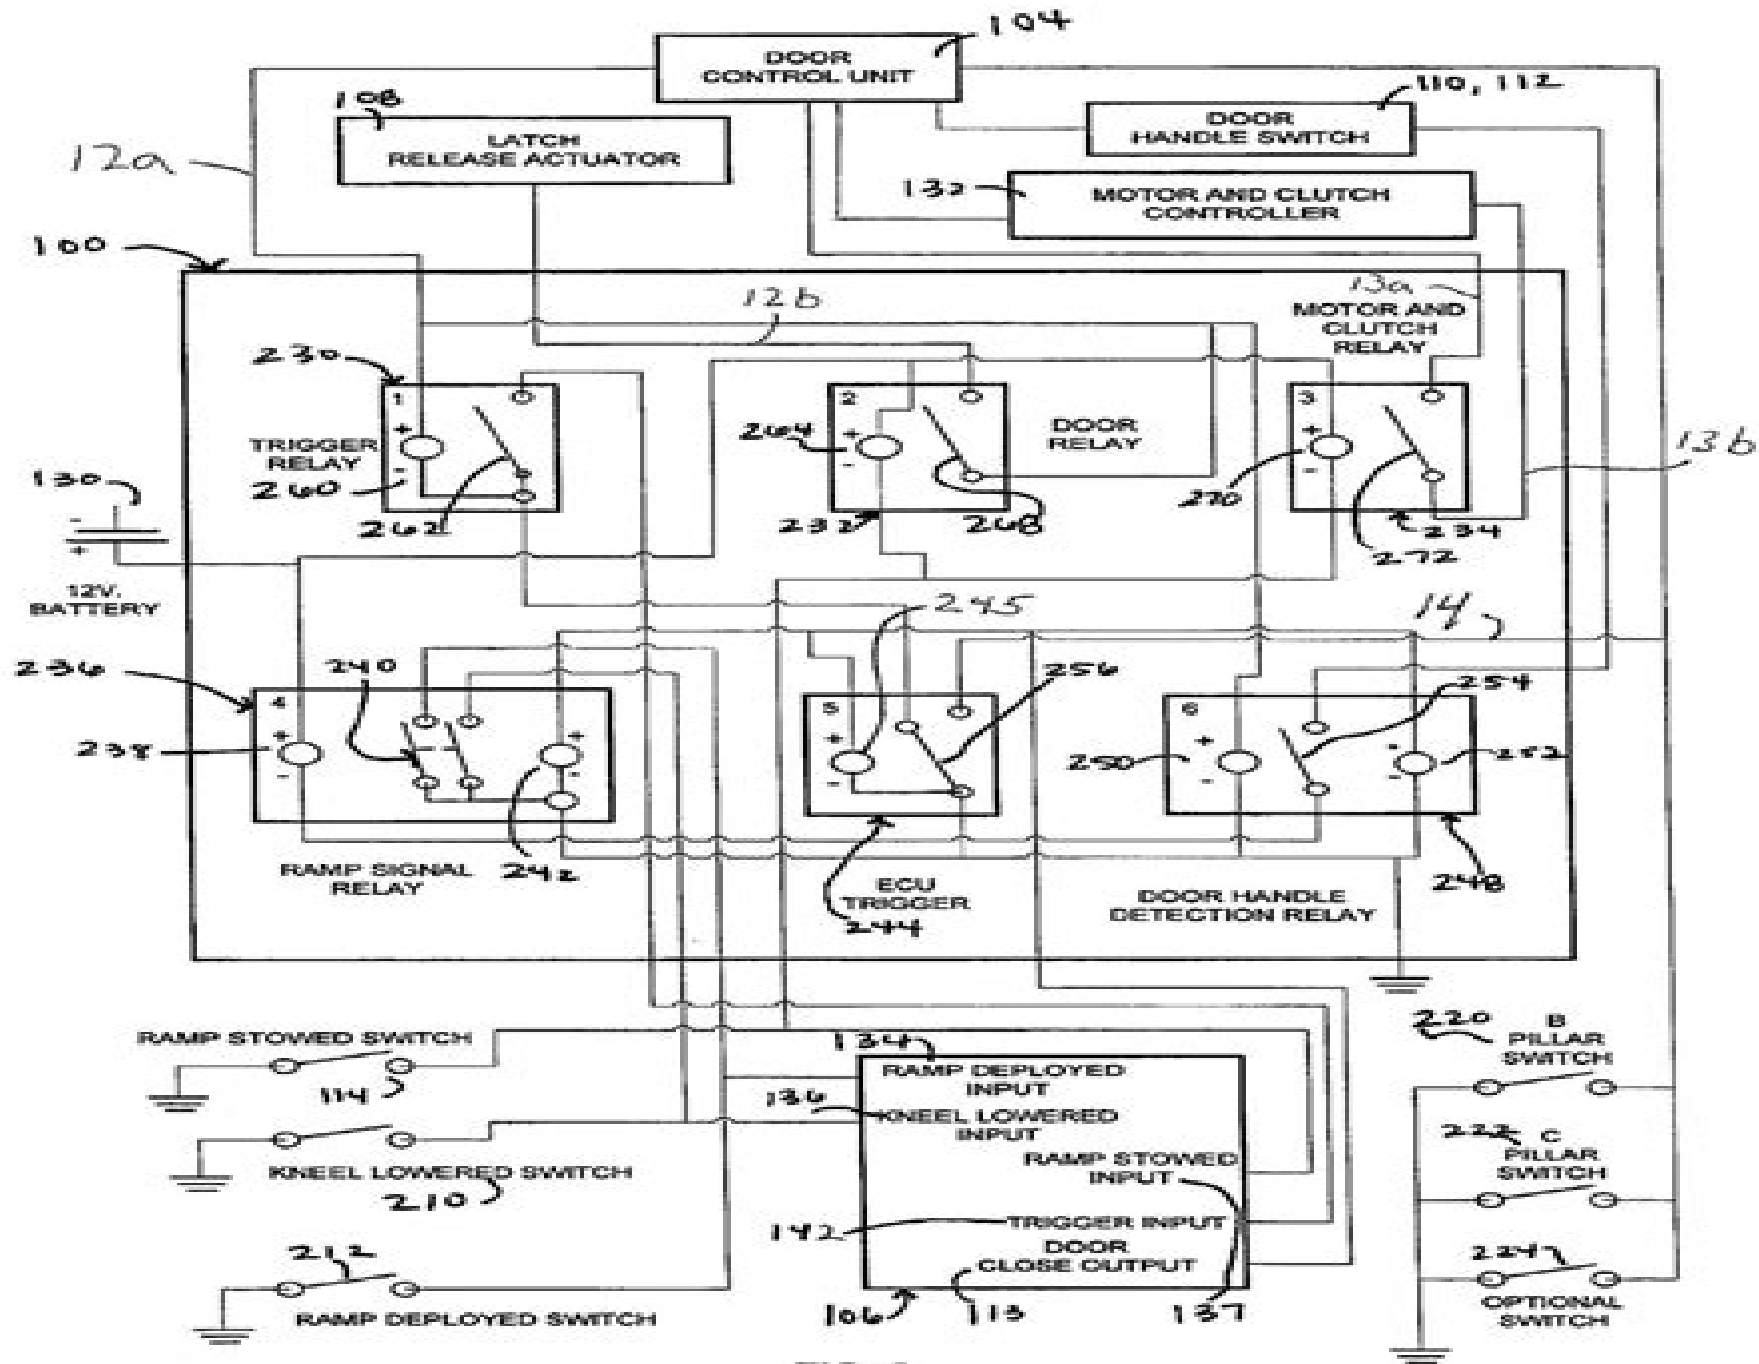 104
DOOR
CONTROL UNIT
110, 112
108
DOOR
HANDLE SWITCH
LATCH
RELEASE ACTUATOR
12a
132
MOTOR AND CLUTCH
CONTROLLER
100
12b
13a
MOTOR AND
CLUTCH
RELAY
230
1
2
3
+
-
TRIGGER
RELAY
260
262
264
+
-
DOOR
RELAY
232
268
+
-
270
234
272
13b
130
-
+
12V.
BATTERY
245
14
236
240
256
254
4
5
6
238
+
-
+
-
+
-
250
+
-
252
-
-
RAMP SIGNAL
RELAY
242
ECU
TRIGGER
244
248
DOOR HANDLE
DETECTION RELAY
RAMP STOWED SWITCH
114
134
RAMP DEPLOYED
INPUT
136
KNEEL LOWERED
INPUT
RAMP STOWED
INPUT
142
TRIGGER INPUT
DOOR
CLOSE OUTPUT
106
113
137
KNEEL LOWERED SWITCH
210
212
RAMP DEPLOYED SWITCH
220
B
PILLAR
SWITCH
222
C
PILLAR
SWITCH
224
OPTIONAL
SWITCH